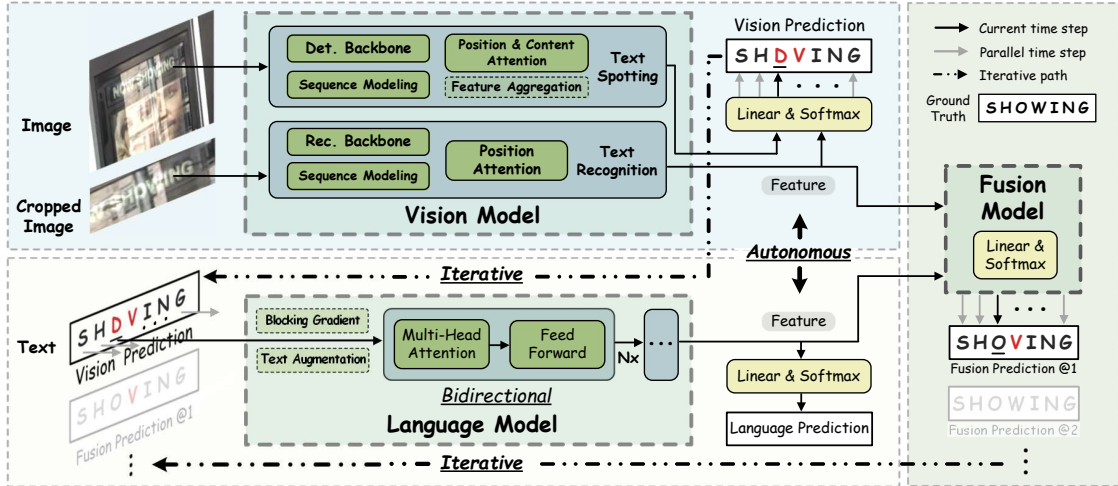 Image
Cropped
Image
NOW SHOWING
SHOWING
Det. Backbone
Sequence Modeling
Position & Content
Attention
Feature Aggregation
Text
Spotting
Rec. Backbone
Sequence Modeling
Position
Attention
Text
Recognition
Vision Model
Vision Prediction
SHDVING
Linear & Softmax
Feature
Autonomous
Feature
Linear & Softmax
Language Prediction
Current time step
Parallel time step
Iterative path
Ground
Truth
SHOWING
Fusion
Model
Linear &
Softmax
SHOVING
Fusion Prediction @1
SHOWING
Fusion Prediction @2
Iterative
Text
SHDVING
Vision Prediction
SHOVING
Fusion Prediction @1
Blocking Gradient
Text Augmentation
Multi-Head
Attention
Feed
Forward
Nx
Bidirectional
Language Model
Iterative